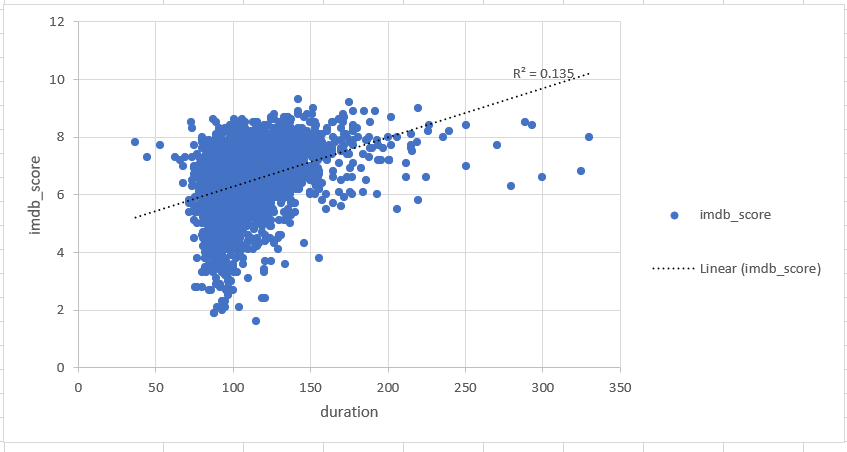 12
10
8
6
4
2
0
imdb_score
R² = 0.135
0 50 100 150 200 250 300 350
duration
imdb_score
Linear (imdb_score)